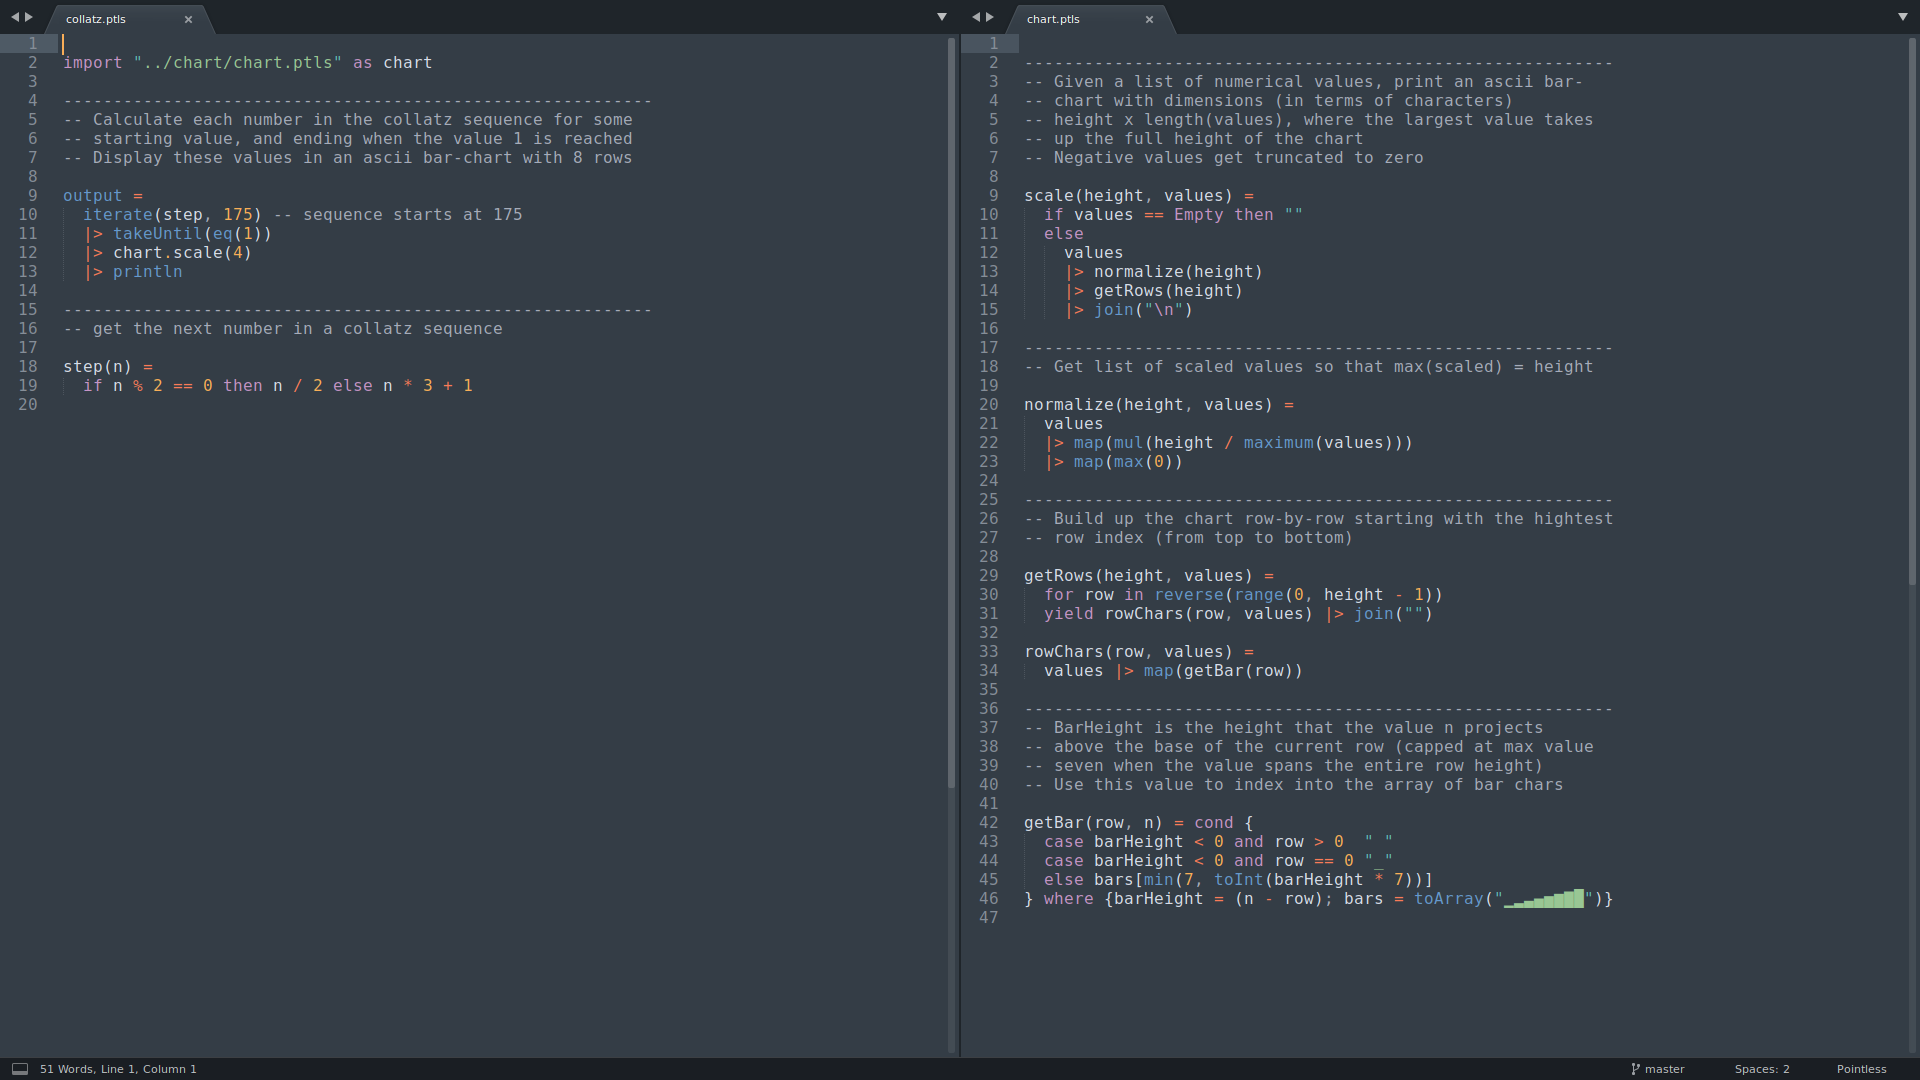 collatz.ptls ×
1
2 import "../chart/chart.ptls" as chart
3
4 -----------------------------------------------------------
5 -- Calculate each number in the collatz sequence for some
6 -- starting value, and ending when the value 1 is reached
7 -- Display these values in an ascii bar-chart with 8 rows
8
9 output =
10   iterate(step, 175) -- sequence starts at 175
11   |> takeUntil(eq(1))
12   |> chart.scale(4)
13   |> println
14
15 -----------------------------------------------------------
16 -- get the next number in a collatz sequence
17
18 step(n) =
19   if n % 2 == 0 then n / 2 else n * 3 + 1
20
chart.ptls ×
1
2 -----------------------------------------------------------
3 -- Given a list of numerical values, print an ascii bar-
4 -- chart with dimensions (in terms of characters)
5 -- height x length(values), where the largest value takes
6 -- up the full height of the chart
7 -- Negative values get truncated to zero
8
9 scale(height, values) =
10   if values == Empty then ""
11   else
12     values
13     |> normalize(height)
14     |> getRows(height)
15     |> join("\n")
16
17 -----------------------------------------------------------
18 -- Get list of scaled values so that max(scaled) = height
19
20 normalize(height, values) =
21   values
22   |> map(mul(height / maximum(values)))
23   |> map(max(0))
24
25 -----------------------------------------------------------
26 -- Build up the chart row-by-row starting with the hightest
27 -- row index (from top to bottom)
28
29 getRows(height, values) =
30   for row in reverse(range(0, height - 1))
31   yield rowChars(row, values) |> join("")
32
33 rowChars(row, values) =
34   values |> map(getBar(row))
35
36 -----------------------------------------------------------
37 -- BarHeight is the height that the value n projects
38 -- above the base of the current row (capped at max value
39 -- seven when the value spans the entire row height)
40 -- Use this value to index into the array of bar chars
41
42 getBar(row, n) = cond {
43   case barHeight < 0 and row > 0  " "
44   case barHeight < 0 and row == 0 "_"
45   else bars[min(7, toInt(barHeight * 7))]
46 } where {barHeight = (n - row); bars = toArray("▁▂▃▄▅▆▇█")}
47
51 Words, Line 1, Column 1
master
Spaces: 2
Pointless